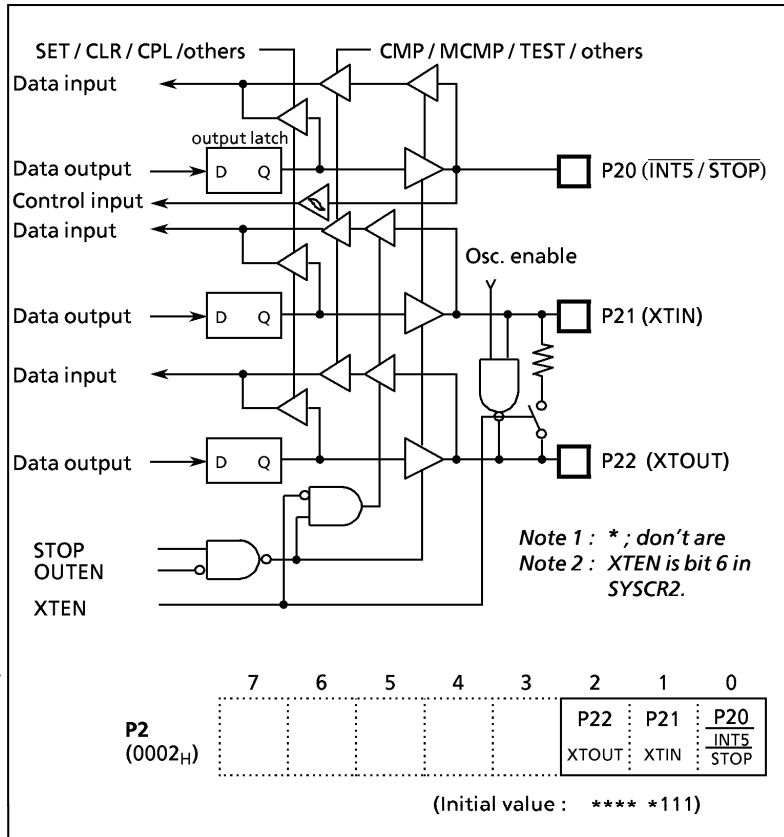 SET / CLR / CPL /others
CMP / MCMP / TEST / others
Data input
output latch
Data output
D Q
P20 (INT5 / STOP)
Control input
Data input
Osc. enable
Data output
D Q
P21 (XTIN)
Data input
Data output
D Q
P22 (XTOUT)
STOP
OUTEN
XTEN
Note 1 : * ; don't are
Note 2 : XTEN is bit 6 in
SYSCR2.
7 6 5 4 3 2 1 0
P2
(0002H)
P22 P21 P20
XTOUT XTIN INT5
STOP
(Initial value : **** *111)